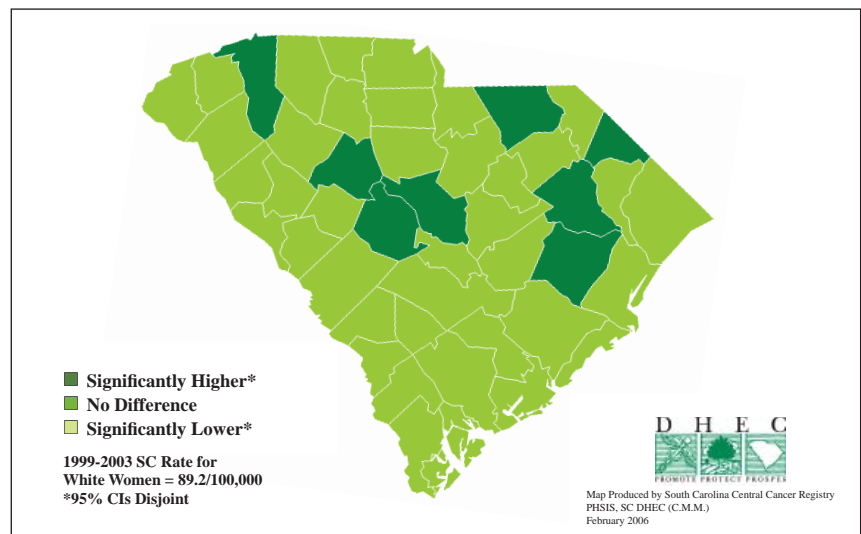 Significantly Higher*
No Difference
Significantly Lower*
1999-2003 SC Rate for
White Women = 89.2/100,000
*95% CIs Disjoint
D H E C
PROMOTE PROTECT PROSPER
Map Produced by South Carolina Central Cancer Registry
PHSIS, SC DHEC (C.M.M.)
February 2006